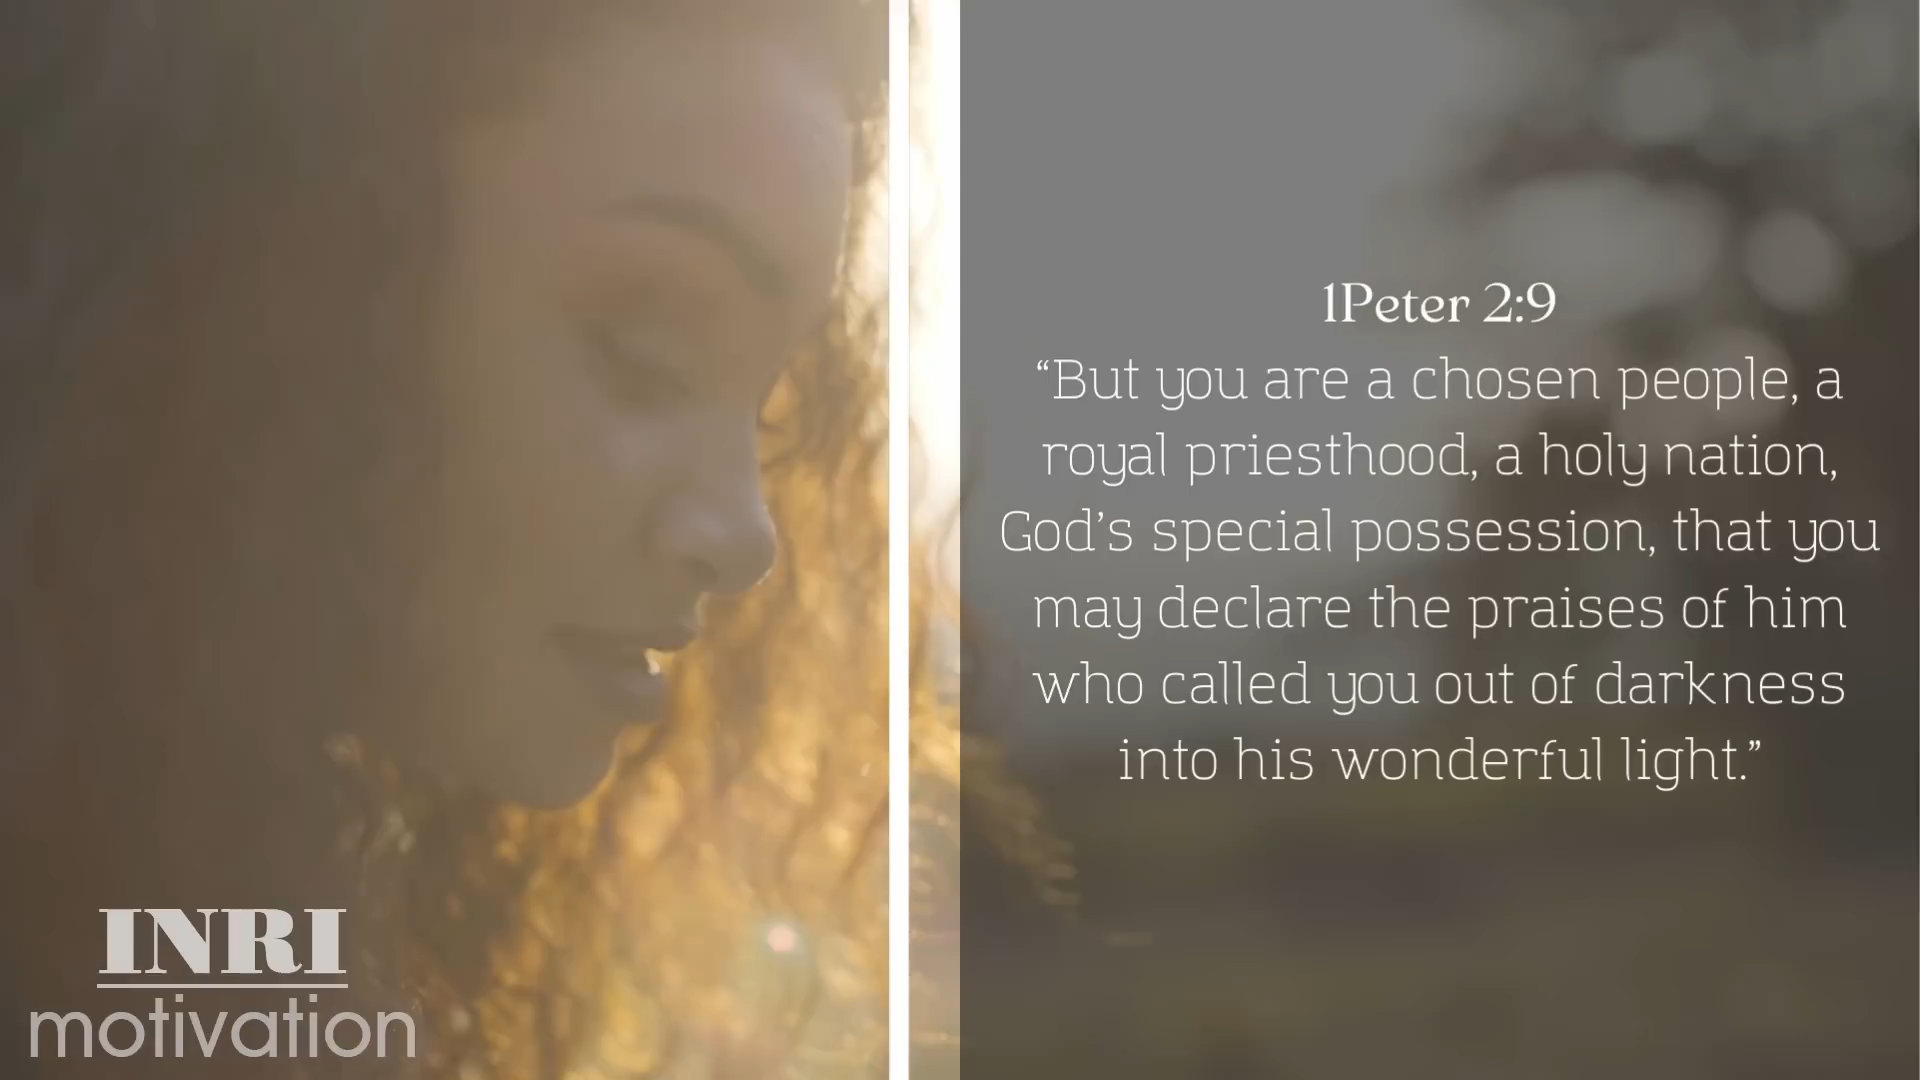 1Peter 2:9
“But you are a chosen people, a
royal priesthood, a holy nation,
God’s special possession, that you
may declare the praises of him
who called you out of darkness
into his wonderful light.”
INRI
motivation